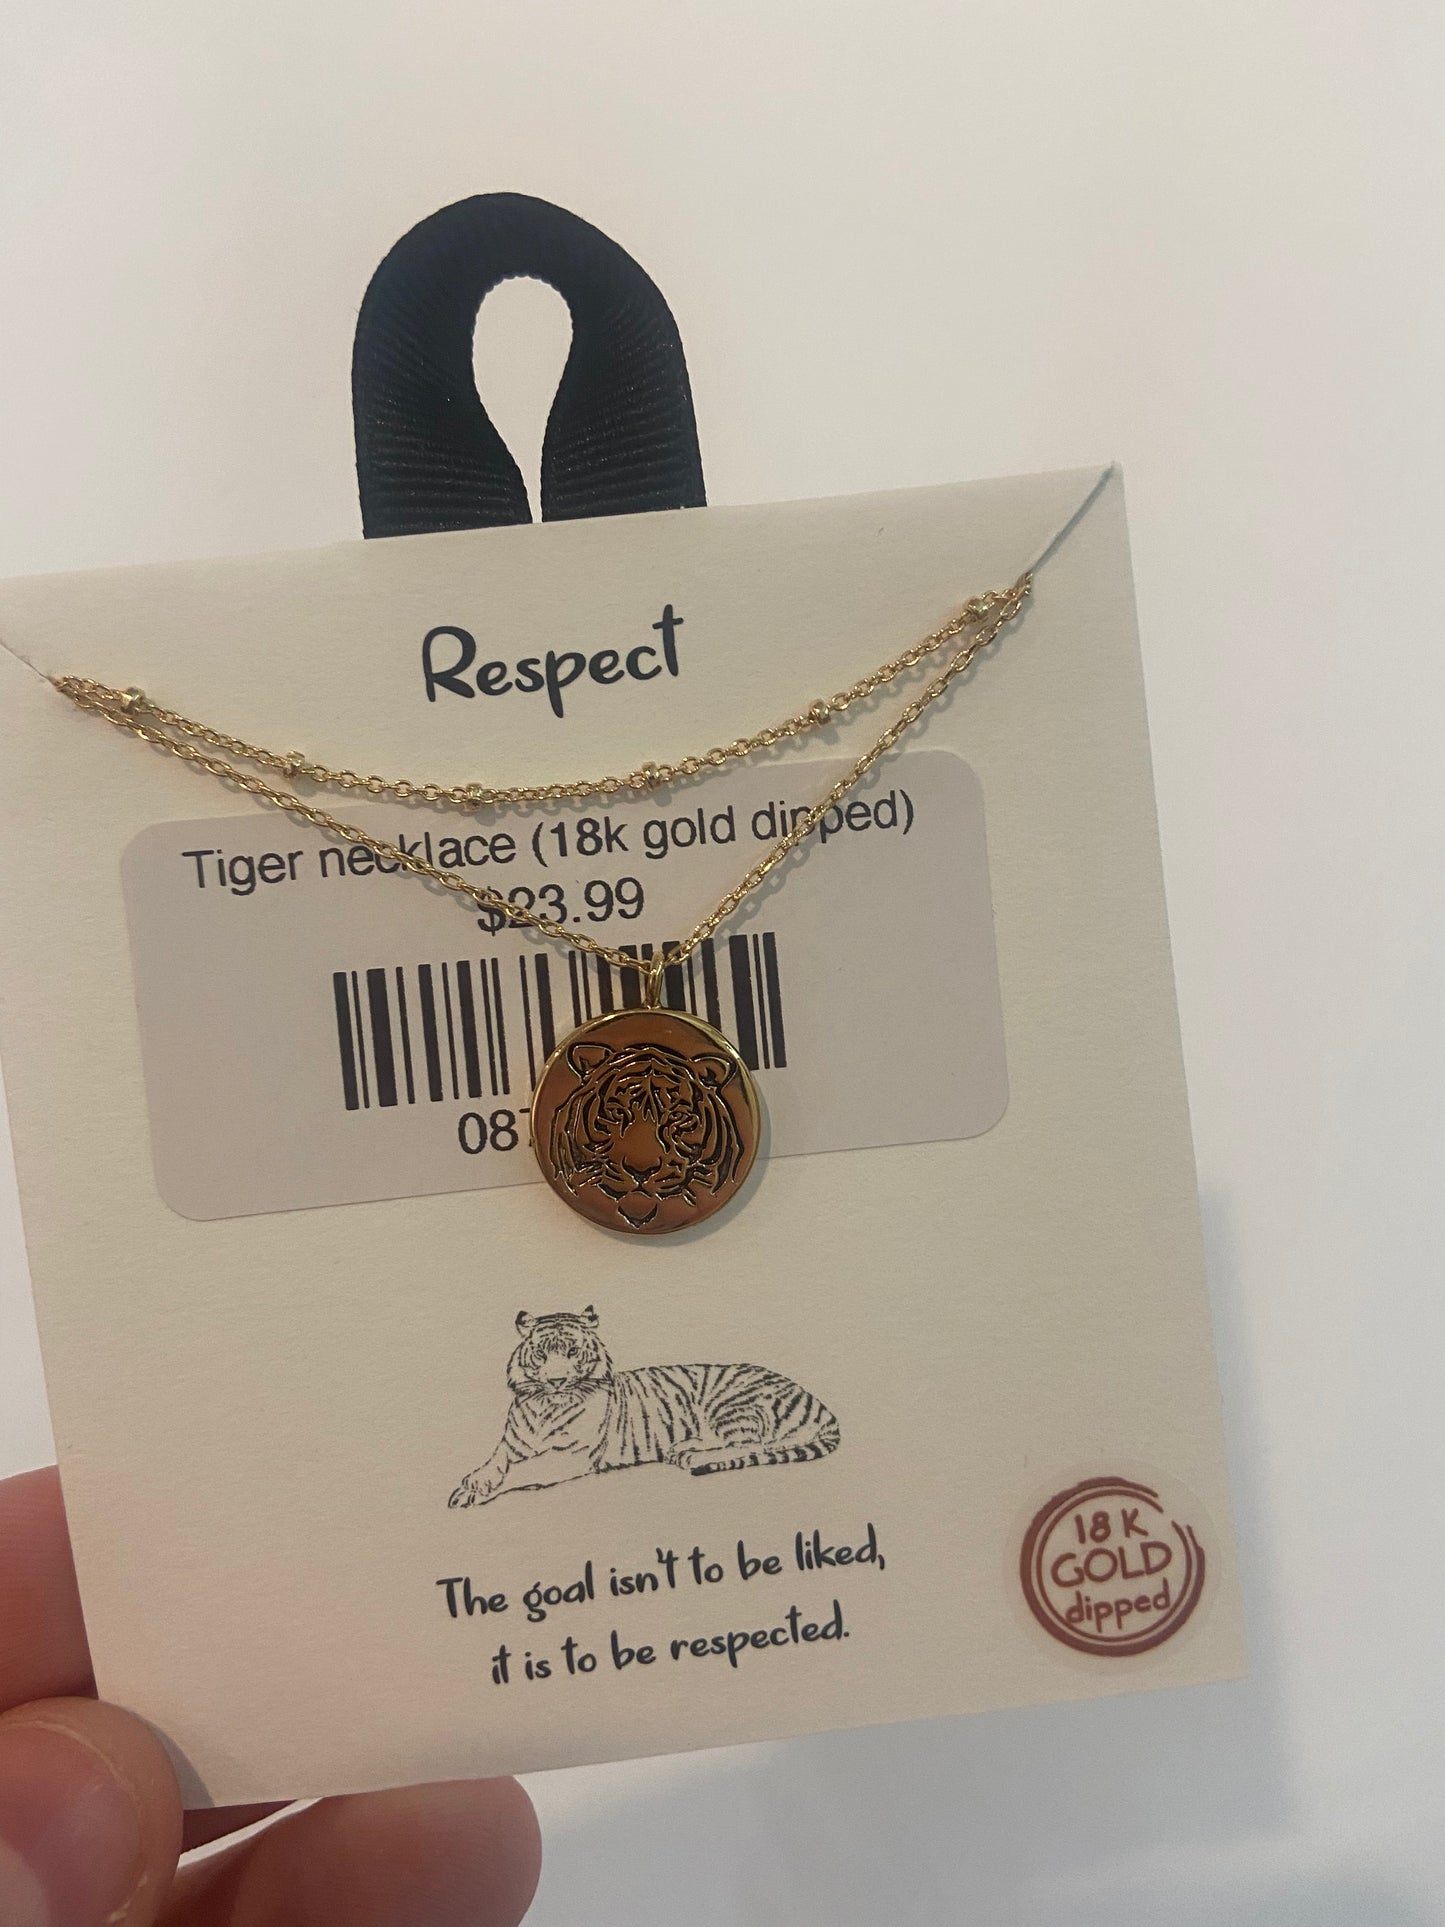 Respect
Tiger necklace (18k gold dipped)
$23.99
The goal isn't to be liked,
it is to be respected.
18 K
GOLD
dipped